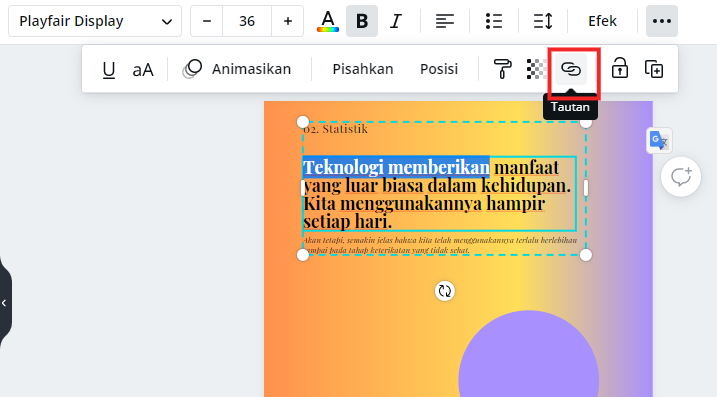 Playfair Display
− 36 +
A B I
Efek
U aA Animasikan Pisahkan Posisi
Tautan
02. Statistik
Teknologi memberikan manfaat
yang luar biasa dalam kehidupan.
Kita menggunakannya hampir
setiap hari.
Akan tetapi, semakin jelas bahwa kita telah menggunakannya terlalu berlebihan
sampai pada tahap keterikatan yang tidak sehat.